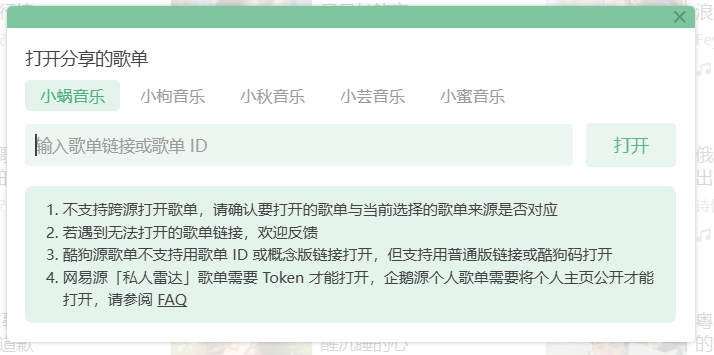 打开分享的歌单
小蜗音乐 小枸音乐 小秋音乐 小芸音乐 小蜜音乐
输入歌单链接或歌单 ID 打开
1. 不支持跨源打开歌单，请确认要打开的歌单与当前选择的歌单来源是否对应
2. 若遇到无法打开的歌单链接，欢迎反馈
3. 酷狗源歌单不支持用歌单 ID 或概念版链接打开，但支持用普通版链接或酷狗码打开
4. 网易源「私人雷达」歌单需要 Token 才能打开，企鹅源个人歌单需要将个人主页公开才能
打开，请参阅 FAQ
道歉
醒沉睡的心